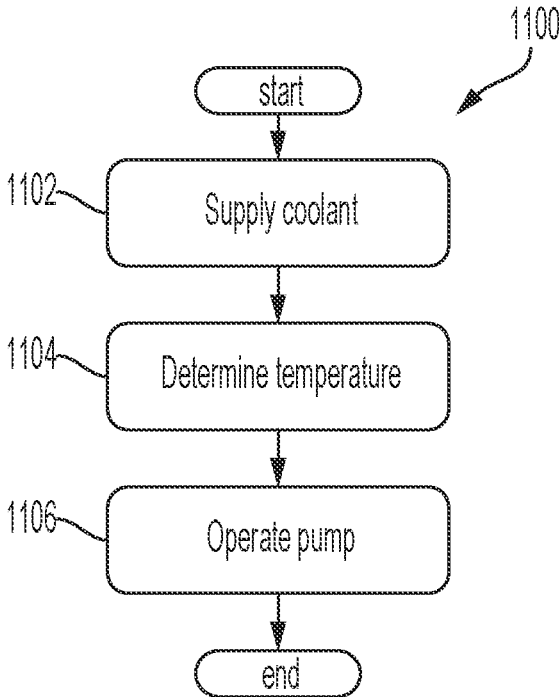 1100
start
1102
Supply coolant
1104
Determine temperature
1106
Operate pump
end